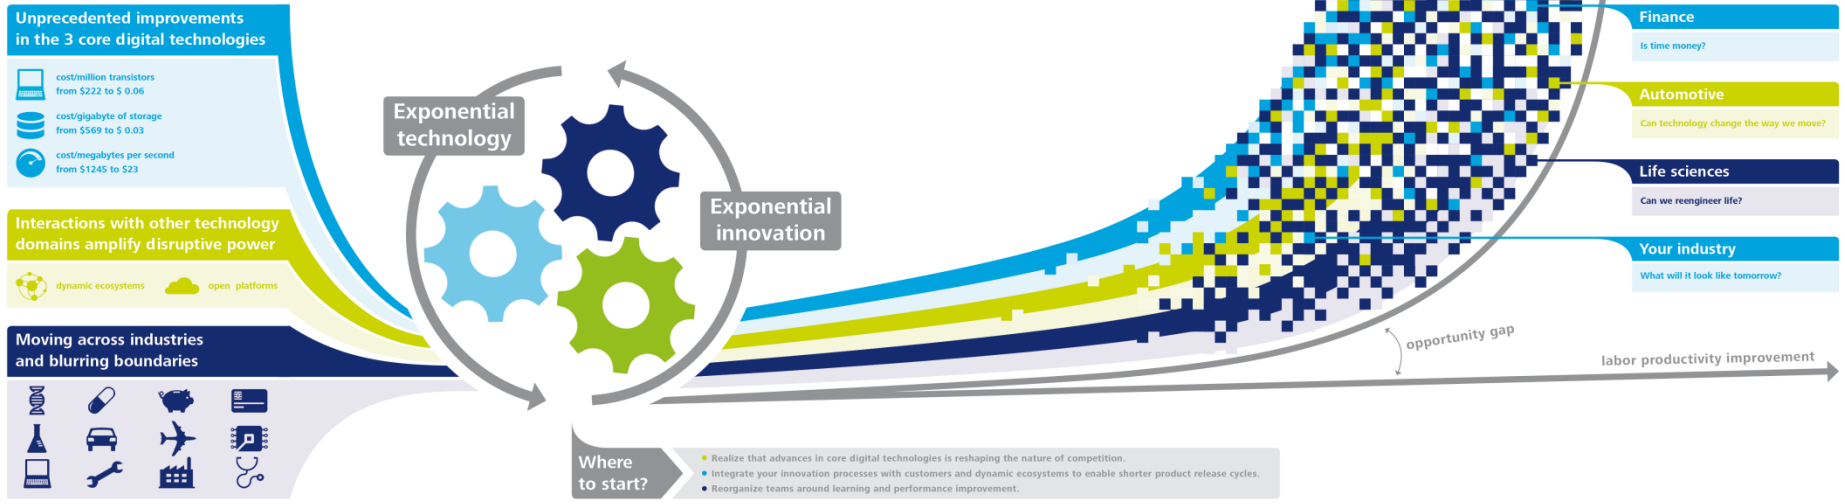 Unprecedented improvements
in the 3 core digital technologies
cost/million transistors
from $222 to $ 0.06
cost/gigabyte of storage
from $569 to $ 0.03
cost/megabytes per second
from $1245 to $23
Interactions with other technology
domains amplify disruptive power
dynamic ecosystems
open platforms
Moving across industries
and blurring boundaries
Exponential
technology
Exponential
innovation
Finance
Is time money?
Automotive
Can technology change the way we move?
Life sciences
Can we reengineer life?
Your industry
What will it look like tomorrow?
opportunity gap
labor productivity improvement
Where
to start?
Realize that advances in core digital technologies is reshaping the nature of competition.
Integrate your innovation processes with customers and dynamic ecosystems to enable shorter product release cycles.
Reorganize teams around learning and performance improvement.